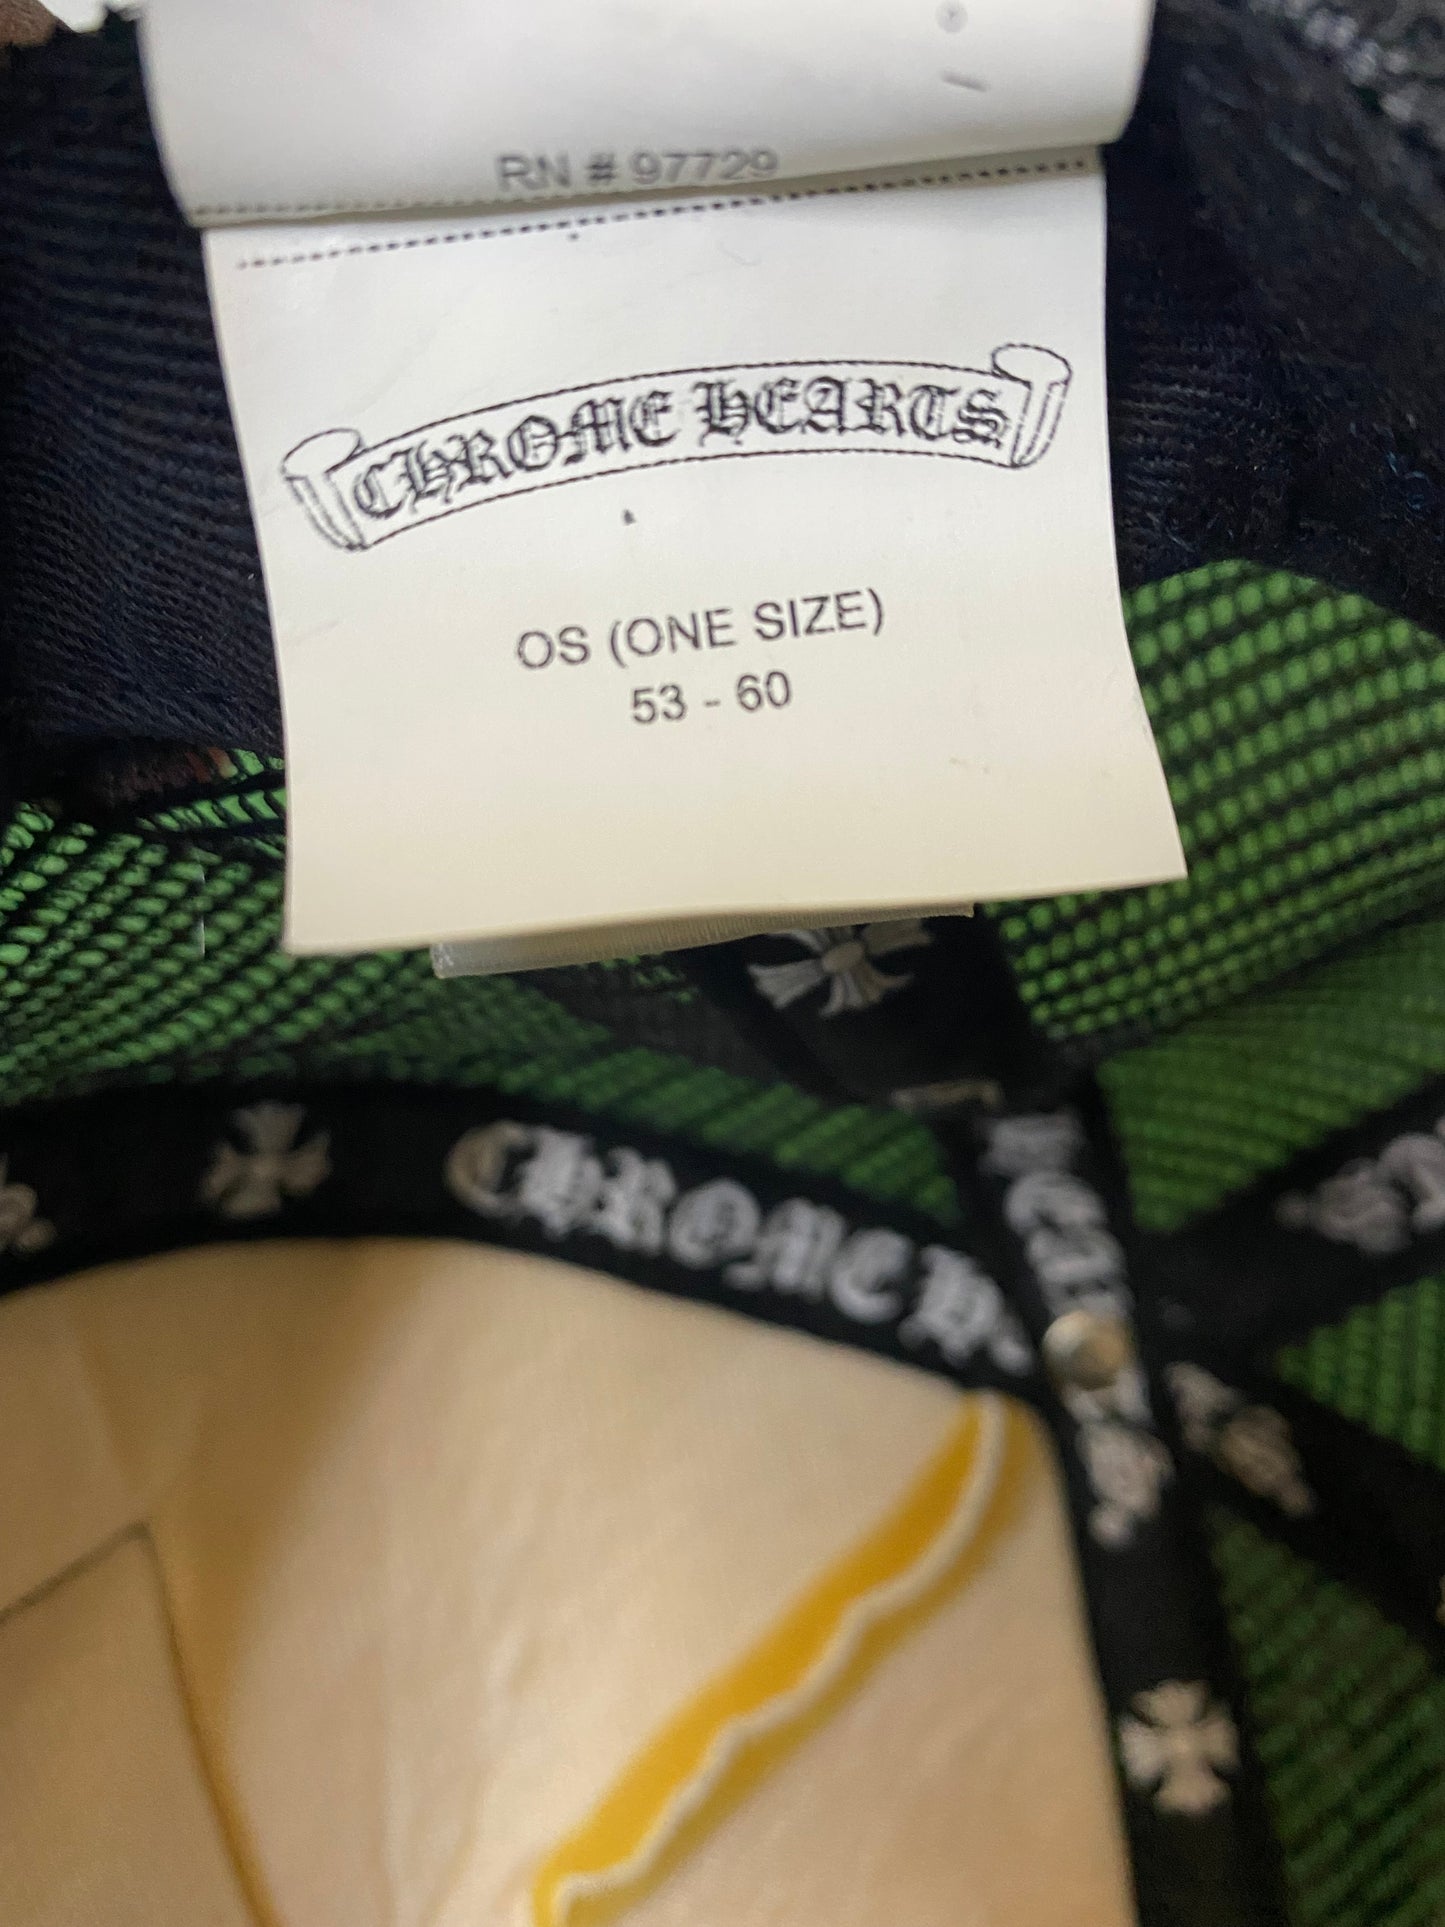 RN # 97729
CHROME HEARTS
OS (ONE SIZE)
53 - 60
CHROME H